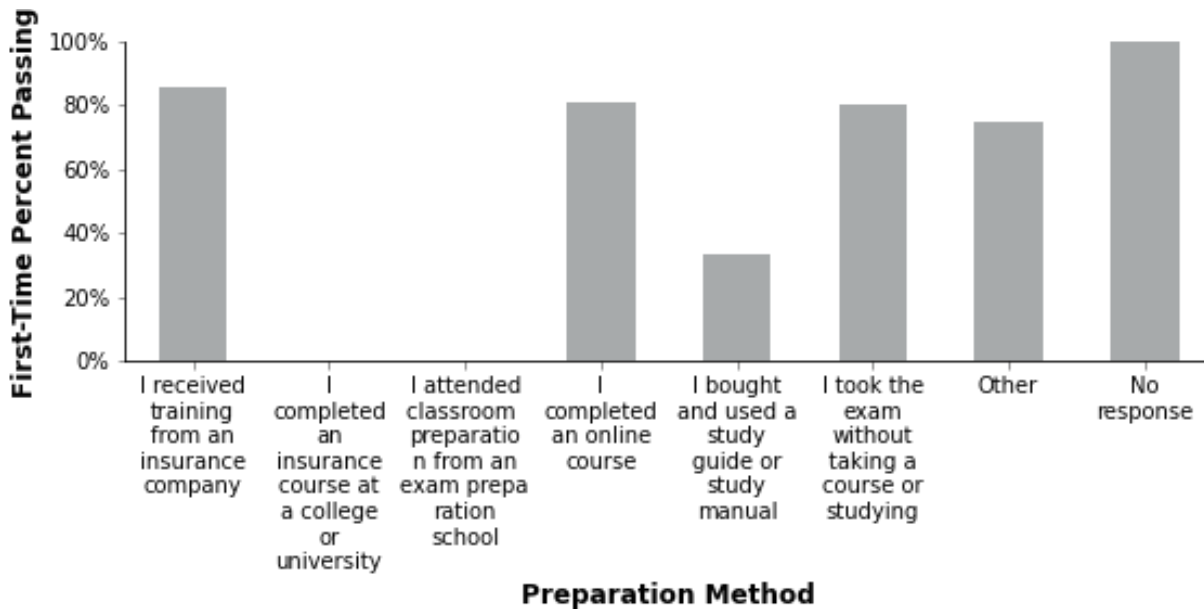 First-Time Percent Passing
100%
80%
60%
40%
20%
0%
I received
training
from an
insurance
company
I
completed
an
insurance
course at
a college
or
university
I attended
classroom
preparatio
n from an
exam prepa
ration
school
I
completed
an online
course
I bought
and used a
study
guide or
study
manual
I took the
exam
without
taking a
course or
studying
Other
No
response
Preparation Method